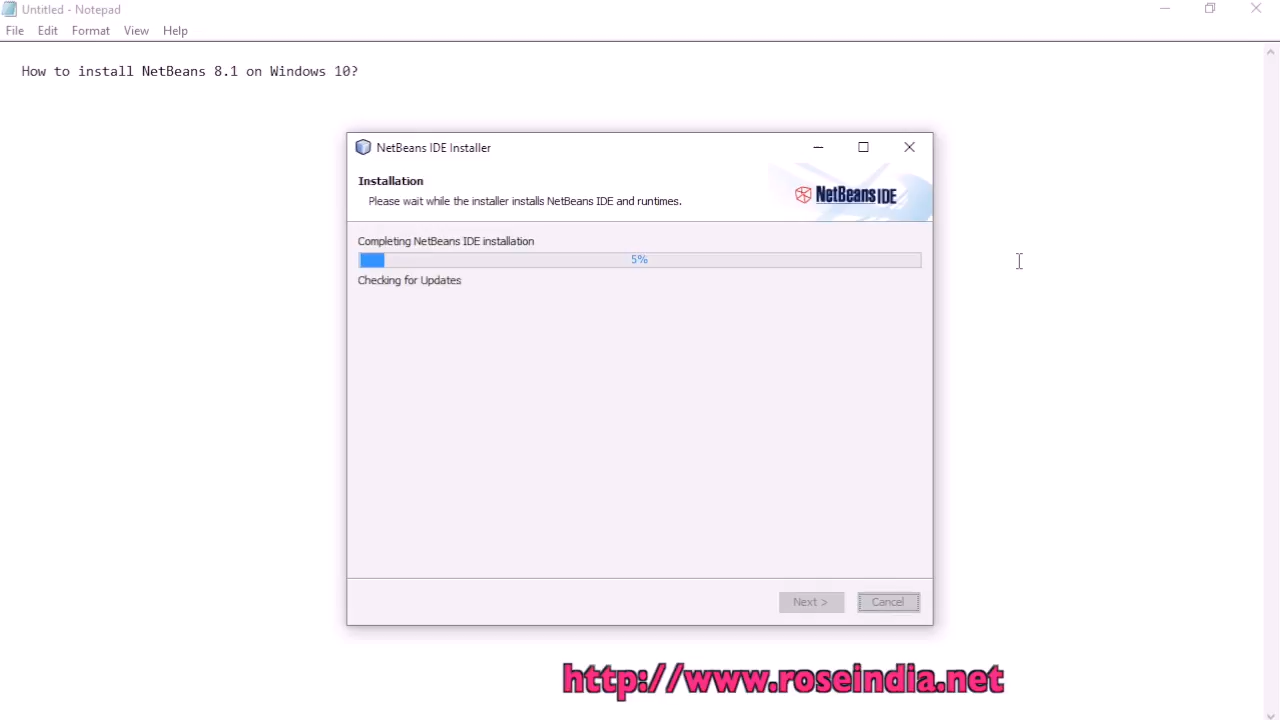 Untitled - Notepad
File Edit Format View Help
How to install NetBeans 8.1 on Windows 10?
NetBeans IDE Installer
Installation
Please wait while the installer installs NetBeans IDE and runtimes.
NetBeans IDE
Completing NetBeans IDE installation
5%
Checking for Updates
Next > Cancel
http://www.roseindia.net